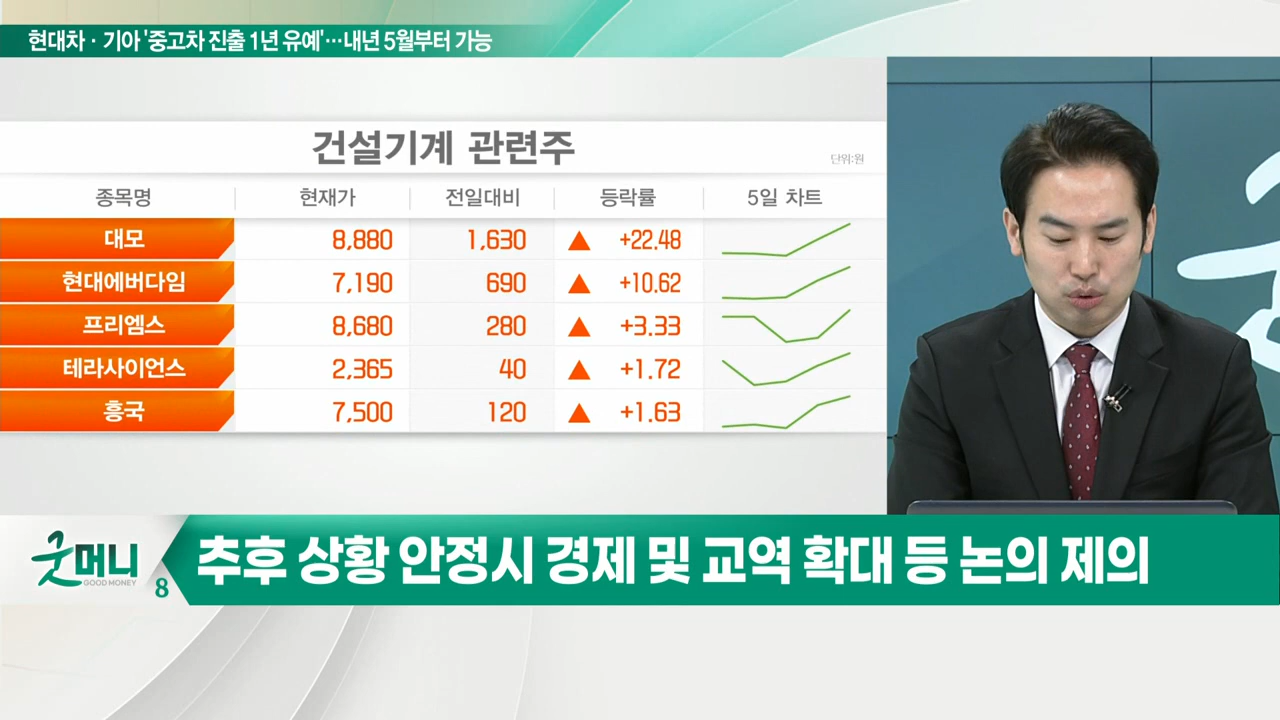 현대차·기아 '중고차 진출 1년 유예'…내년 5월부터 가능
건설기계 관련주
단위:원
종목명 현재가 전일대비 등락률 5일 차트
대모 8,880 1,630 ▲ +22.48
현대에버다임 7,190 690 ▲ +10.62
프리엠스 8,680 280 ▲ +3.33
테라사이언스 2,365 40 ▲ +1.72
흥국 7,500 120 ▲ +1.63
굿머니
GOOD MONEY
8
추후 상황 안정시 경제 및 교역 확대 등 논의 제의